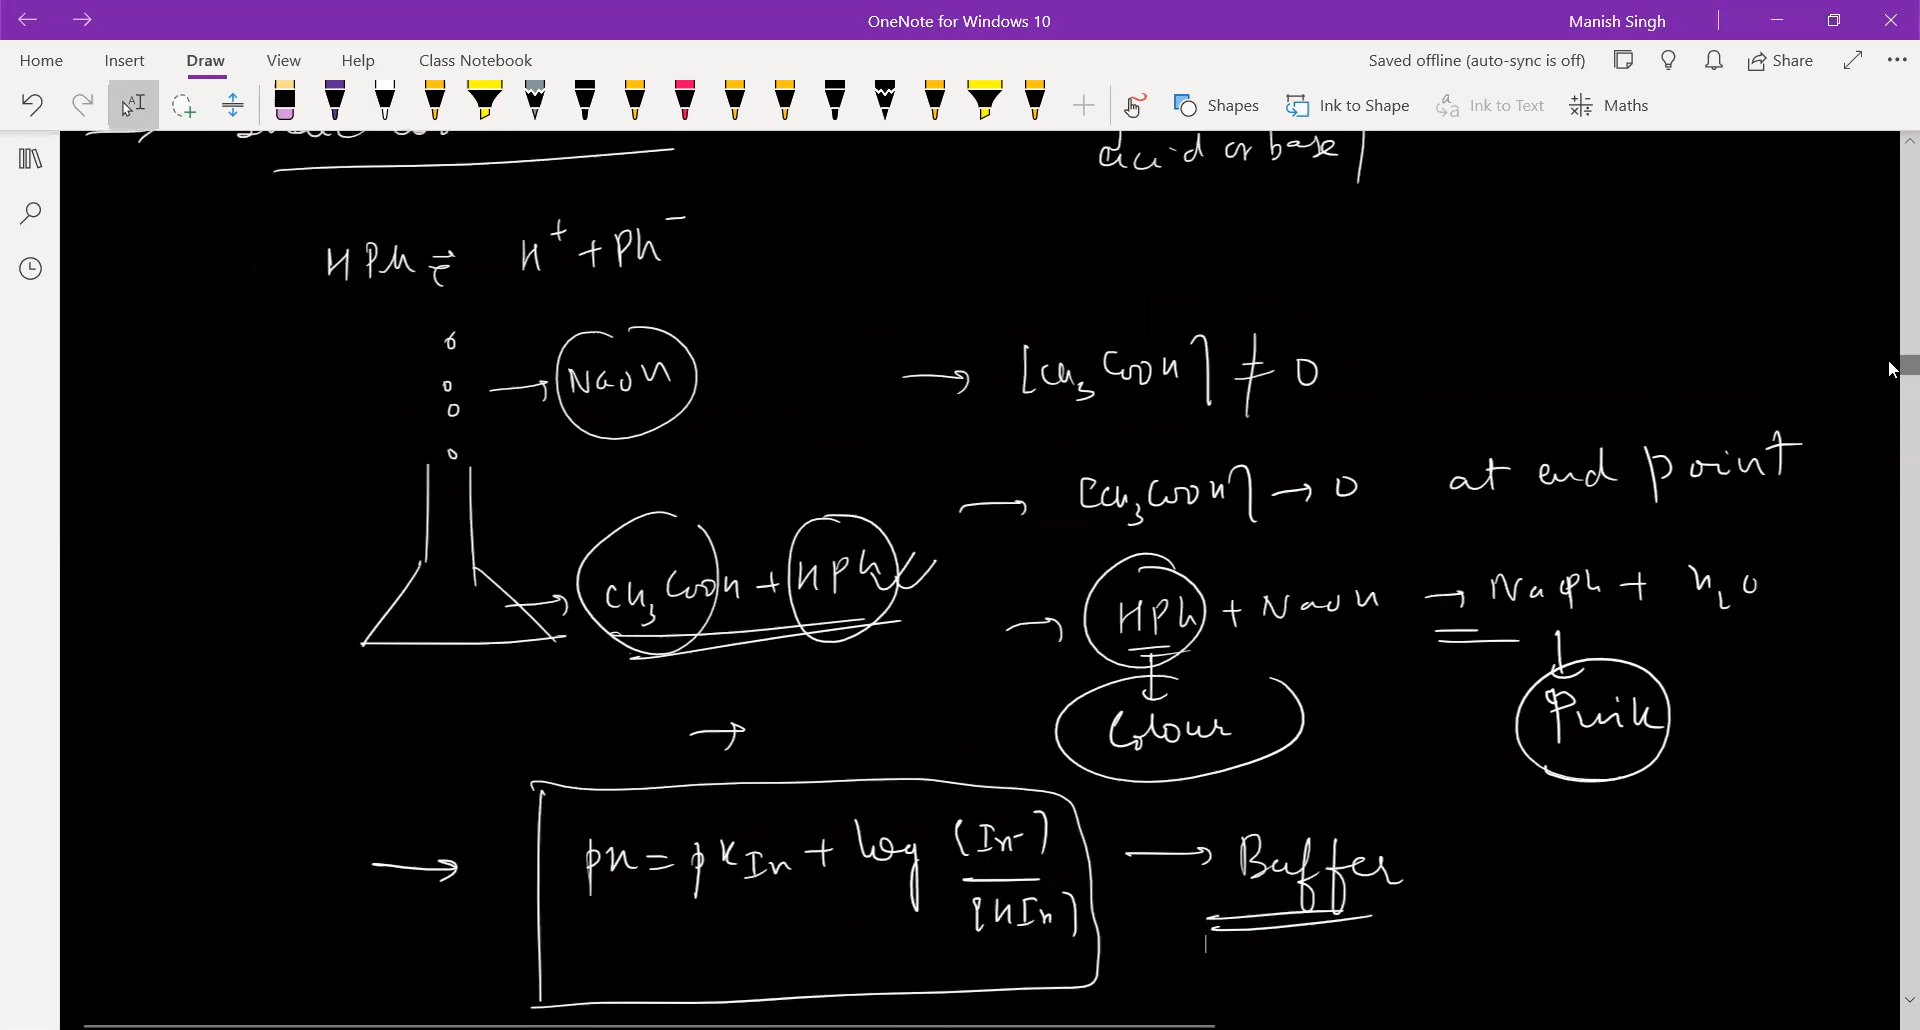 OneNote for Windows 10
Manish Singh
Home Insert Draw View Help Class Notebook
Saved offline (auto-sync is off) Share
Shapes Ink to Shape Ink to Text Maths
acid or base
HPh ⇌ H⁺ + Ph⁻
→ NaOH → [CH₃COOH] ≠ 0
→ [CH₃COOH] → 0 at end point
→ CH₃COOH + HPh
→ HPh + NaOH → NaPh + H₂O
→ Colour Pink
→ pH = pK_In + log [In⁻] / [HIn] → Buffer